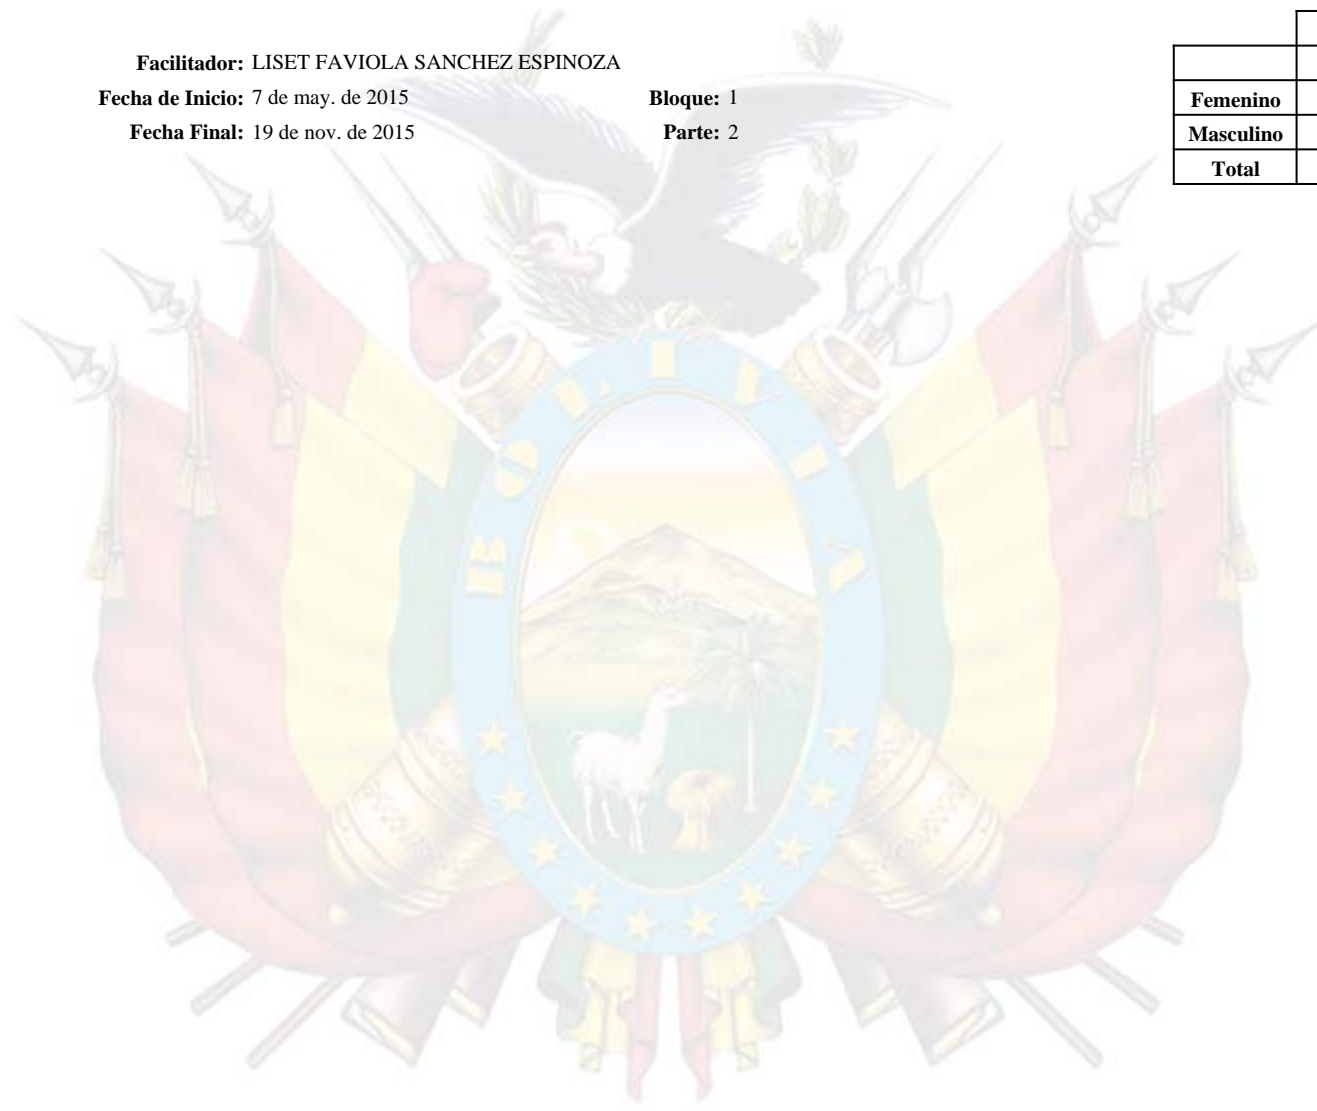 Facilitador: LISET FAVIOLA SANCHEZ ESPINOZA
Fecha de Inicio: 7 de may. de 2015 Bloque: 1
Femenino
Fecha Final: 19 de nov. de 2015 Parte: 2
Masculino
Total
BOLIVIA